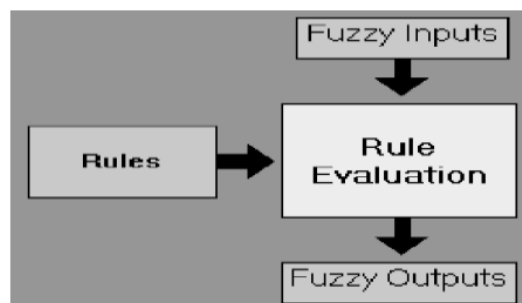 Fuzzy Inputs
Rules
Rule
Evaluation
Fuzzy Outputs